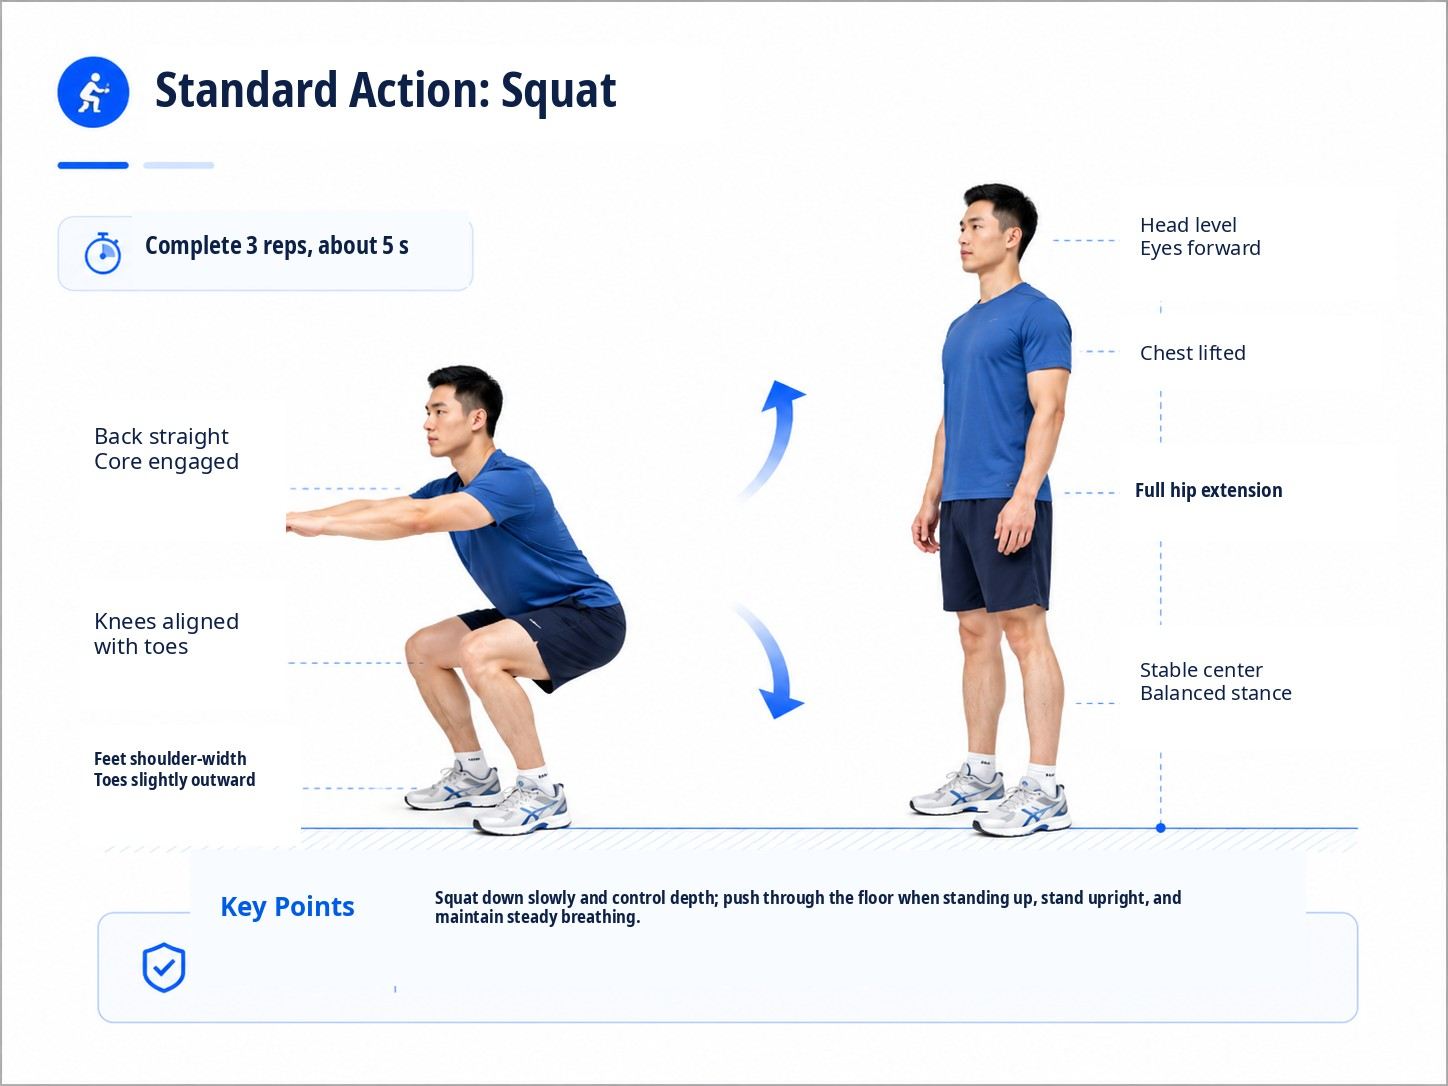 Standard Action: Squat
Complete 3 reps, about 5 s
Back straight
Core engaged
Knees aligned
with toes
Feet shoulder-width
Toes slightly outward
Head level
Eyes forward
Chest lifted
Full hip extension
Stable center
Balanced stance
Key Points
Squat down slowly and control depth; push through the floor when standing up, stand upright, and
maintain steady breathing.